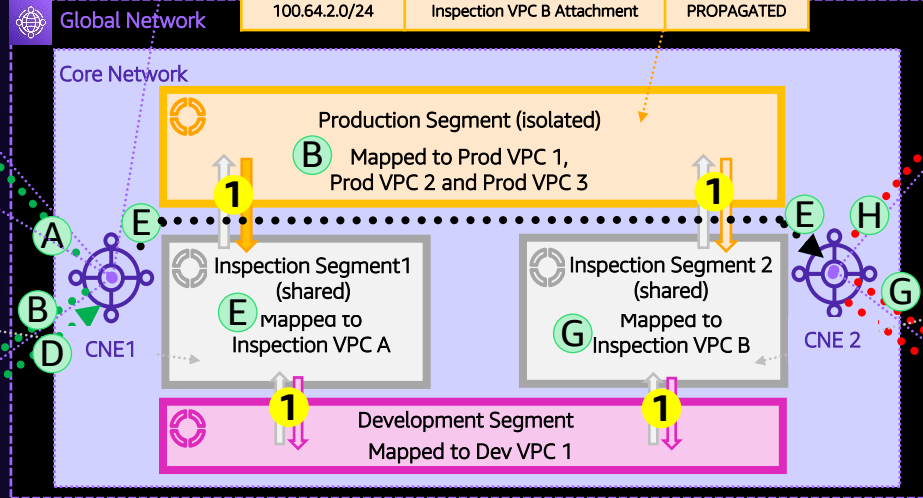 100.64.2.0/24 Inspection VPC B Attachment PROPAGATED
Global Network
Core Network
Production Segment (isolated)
B
Mapped to Prod VPC 1,
Prod VPC 2 and Prod VPC 3
1
1
E
E
H
A
Inspection Segment1
(shared)
E
Mapped to
Inspection VPC A
Inspection Segment 2
(shared)
G
Mapped to
Inspection VPC B
B
D
CNE1
G
CNE 2
1
1
Development Segment
Mapped to Dev VPC 1